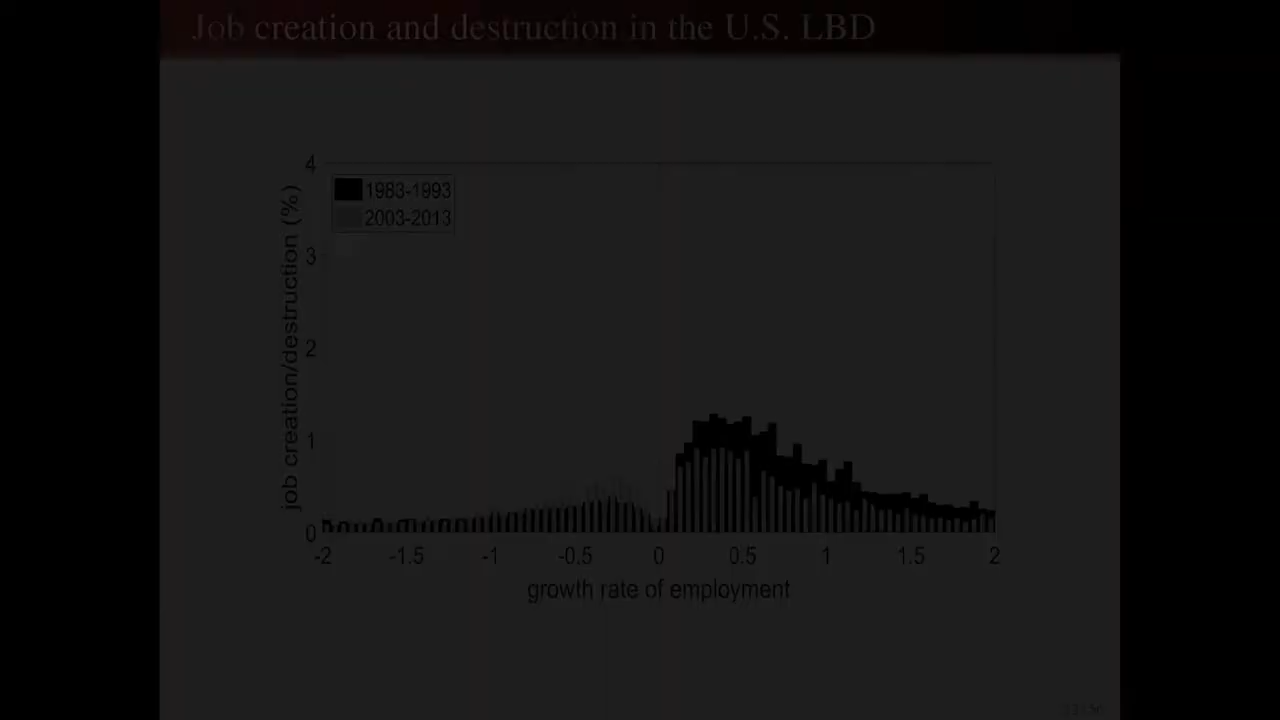 Job creation and destruction in the U.S. LBD
job creation/destruction (%)
4
3
2
1
0
1983-1993
2003-2013
-2 -1.5 -1 -0.5 0 0.5 1 1.5 2
growth rate of employment